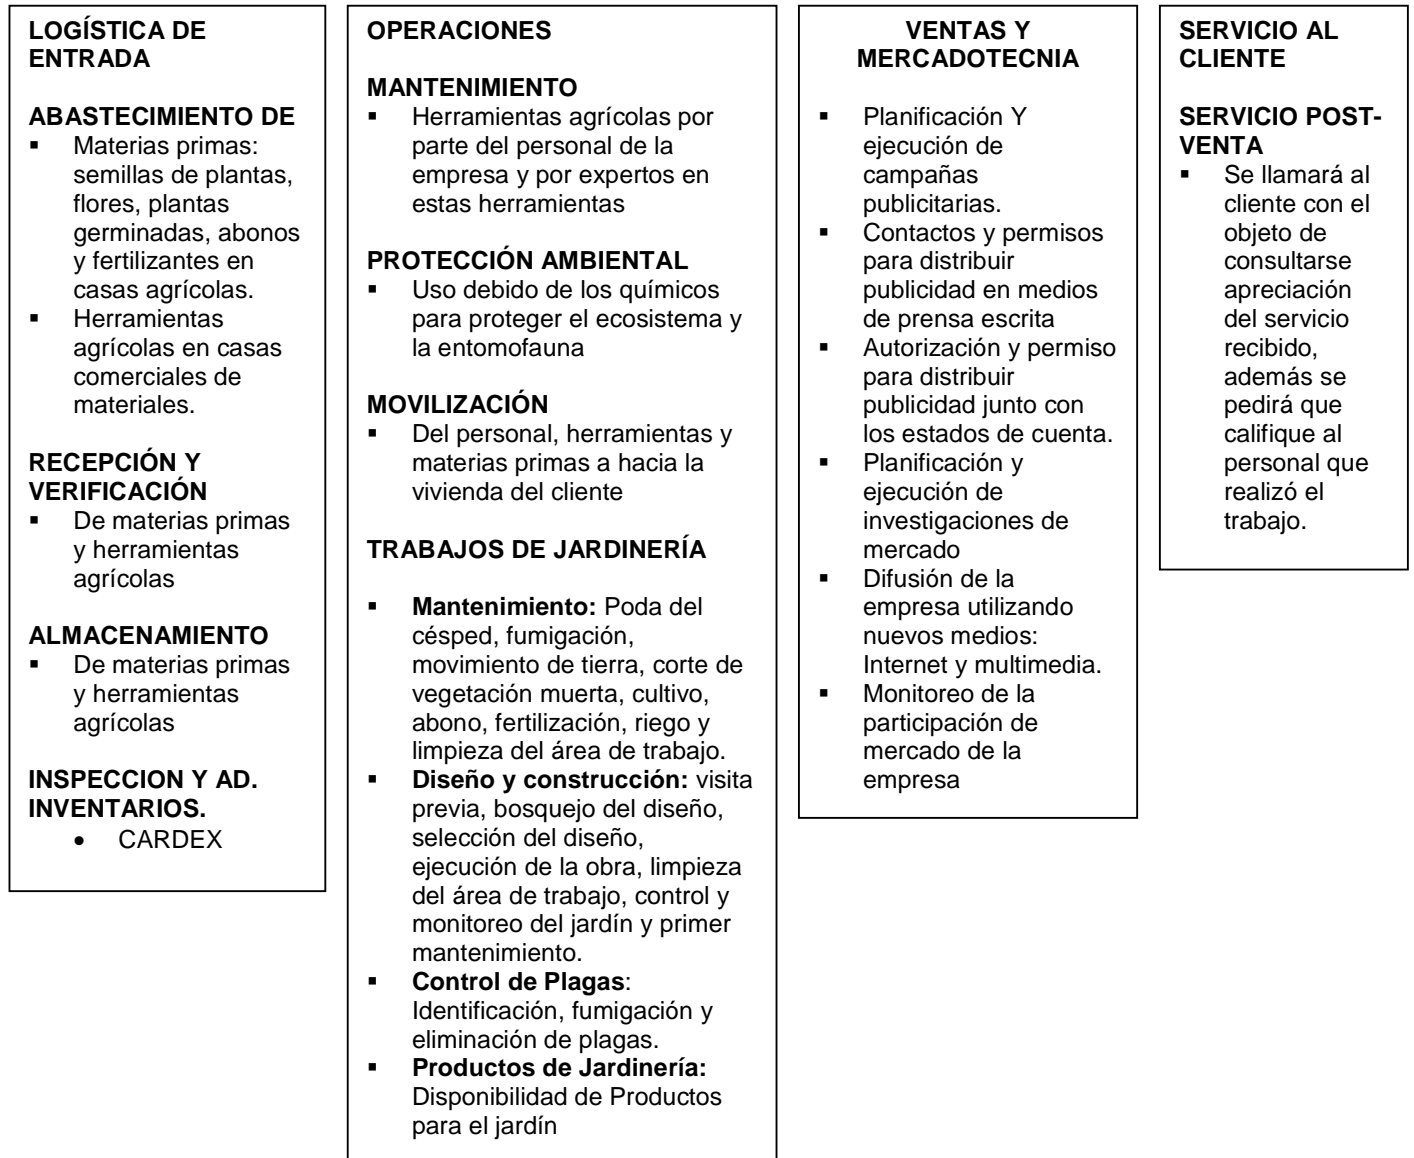 LOGÍSTICA DE
ENTRADA
ABASTECIMIENTO DE
▪ Materias primas:
semillas de plantas,
flores, plantas
germinadas, abonos
y fertilizantes en
casas agrícolas.
▪ Herramientas
agrícolas en casas
comerciales de
materiales.
RECEPCIÓN Y
VERIFICACIÓN
▪ De materias primas
y herramientas
agrícolas
ALMACENAMIENTO
▪ De materias primas
y herramientas
agrícolas
INSPECCION Y AD.
INVENTARIOS.
• CARDEX
OPERACIONES
MANTENIMIENTO
▪ Herramientas agrícolas por
parte del personal de la
empresa y por expertos en
estas herramientas
PROTECCIÓN AMBIENTAL
▪ Uso debido de los químicos
para proteger el ecosistema y
la entomofauna
MOVILIZACIÓN
▪ Del personal, herramientas y
materias primas a hacia la
vivienda del cliente
TRABAJOS DE JARDINERÍA
▪ Mantenimiento: Poda del
césped, fumigación,
movimiento de tierra, corte de
vegetación muerta, cultivo,
abono, fertilización, riego y
limpieza del área de trabajo.
▪ Diseño y construcción: visita
previa, bosquejo del diseño,
selección del diseño,
ejecución de la obra, limpieza
del área de trabajo, control y
monitoreo del jardín y primer
mantenimiento.
▪ Control de Plagas:
Identificación, fumigación y
eliminación de plagas.
▪ Productos de Jardinería:
Disponibilidad de Productos
para el jardín
VENTAS Y
MERCADOTECNIA
▪ Planificación Y
ejecución de
campañas
publicitarias.
▪ Contactos y permisos
para distribuir
publicidad en medios
de prensa escrita
▪ Autorización y permiso
para distribuir
publicidad junto con
los estados de cuenta.
▪ Planificación y
ejecución de
investigaciones de
mercado
▪ Difusión de la
empresa utilizando
nuevos medios:
Internet y multimedia.
▪ Monitoreo de la
participación de
mercado de la
empresa
SERVICIO AL
CLIENTE
SERVICIO POST-
VENTA
▪ Se llamará al
cliente con el
objeto de
consultarse
apreciación
del servicio
recibido,
además se
pedirá que
califique al
personal que
realizó el
trabajo.